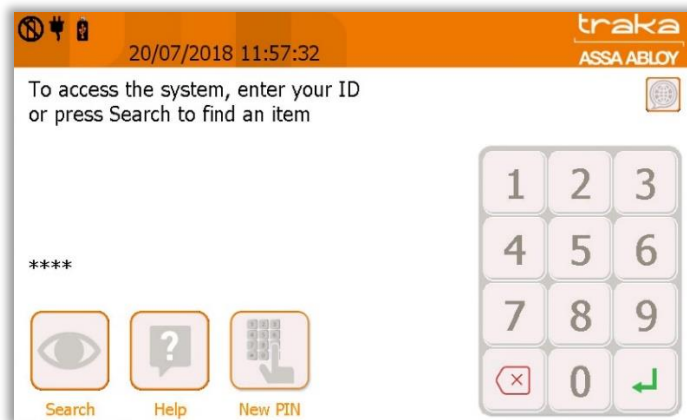 20/07/2018 11:57:32
traka
ASSA ABLOY
To access the system, enter your ID
or press Search to find an item
****
1 2 3
4 5 6
7 8 9
0
?
Search Help New PIN